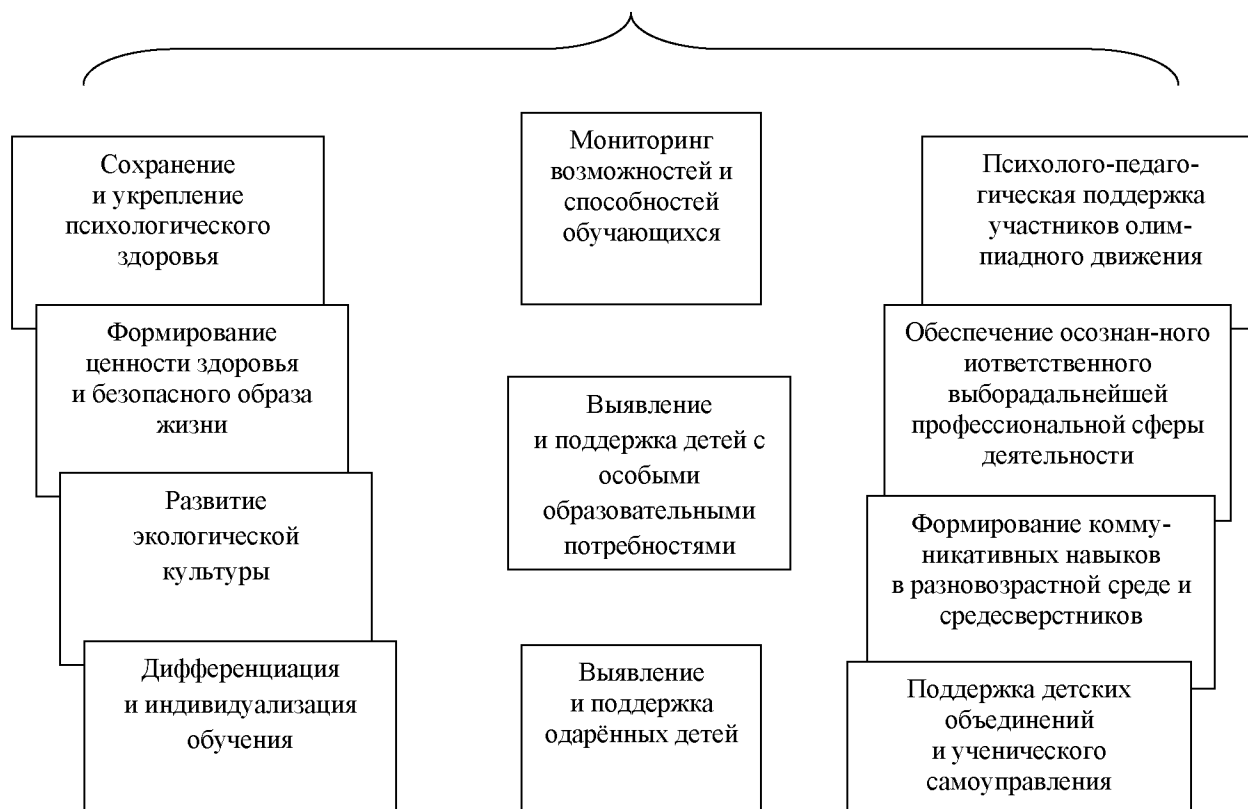 Сохранение
и укрепление
психологического
здоровья
Формирование
ценности здоровья
и безопасного образа
жизни
Развитие
экологической
культуры
Дифференциация
и индивидуализация
обучения
Мониторинг
возможностей и
способностей
обучающихся
Выявление
и поддержка детей с
особыми
образовательными
потребностями
Выявление
и поддержка
одарённых детей
Психолого-педаго-
гическая поддержка
участников олим-
пиадного движения
Обеспечение осознан-ного
иответственного
выборадальнейшей
профессиональной сферы
деятельности
Формирование комму-
никативных навыков
в разновозрастной среде и
средесверстников
Поддержка детских
объединений
и ученического
самоуправления